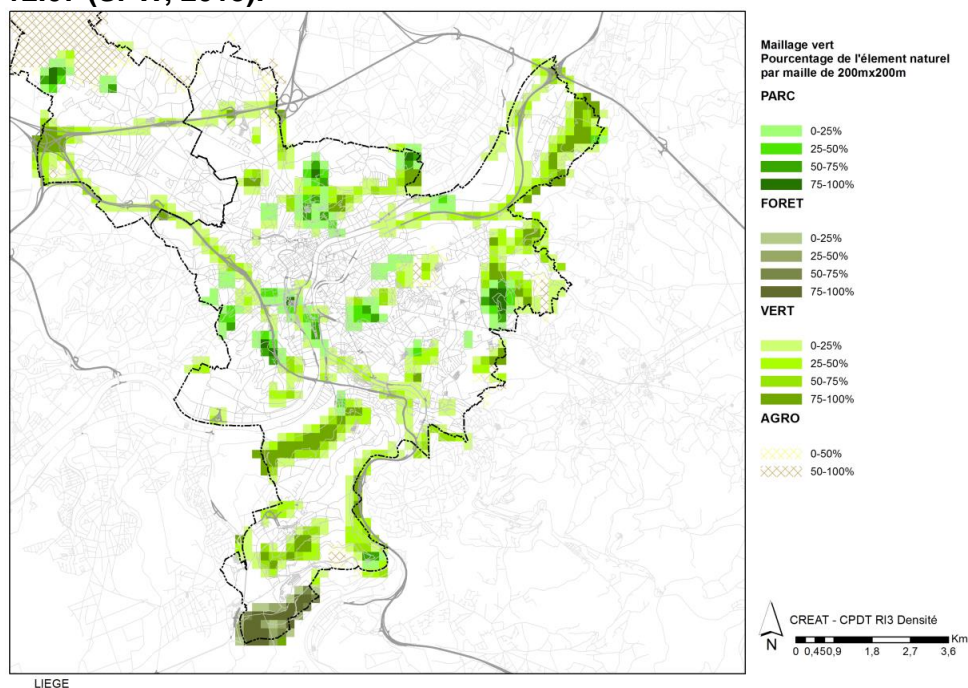 Maillage vert
Pourcentage de l'élement naturel
par maille de 200mx200m
PARC
0-25%
25-50%
50-75%
75-100%
FORET
0-25%
25-50%
50-75%
75-100%
VERT
0-25%
25-50%
50-75%
75-100%
AGRO
0-50%
50-100%
CREAT - CPDT RI3 Densité
N
Km
0 0,450,9 1,8 2,7 3,6
LIEGE